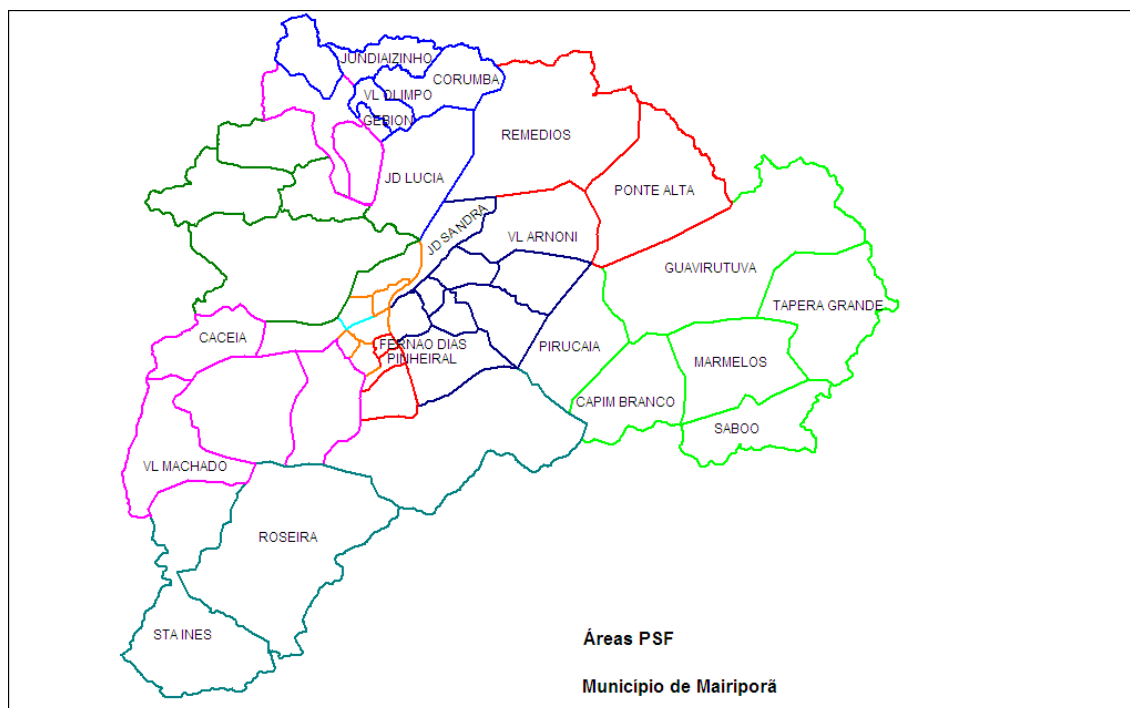 JUNDIAIZINHO
CORUMBA
VL OLIMPO
GEBION
REMEDIOS
JD LUCIA
PONTE ALTA
JD SANDRA
VL ARNONI
GUAVIRUTUVA
TAPERA GRANDE
CACEIA
FERNAO DIAS
PINHEIRAL
PIRUCAIA
MARMELOS
CAPIM BRANCO
SABOO
VL MACHADO
ROSEIRA
STA INES
Áreas PSF
Município de Mairiporã